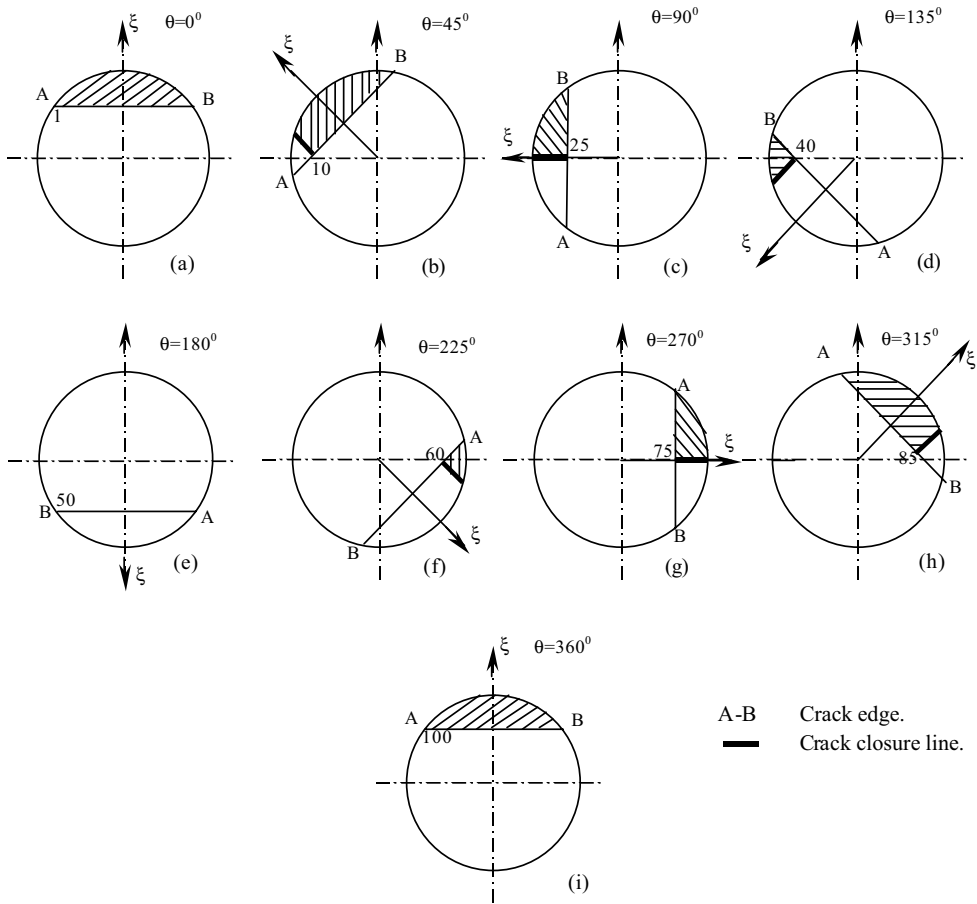 ξ θ=0⁰
A B
1
(a)
ξ θ=45⁰
B
A 10
(b)
θ=90⁰
B
ξ 25
A
(c)
θ=135⁰
B
40
ξ
A
(d)
θ=180⁰
50
B A
ξ
(e)
θ=225⁰
A
60
B ξ
(f)
θ=270⁰
A
75 ξ
B
(g)
θ=315⁰
A ξ
85
B
(h)
ξ θ=360⁰
A B
100
(i)
A-B Crack edge.
Crack closure line.